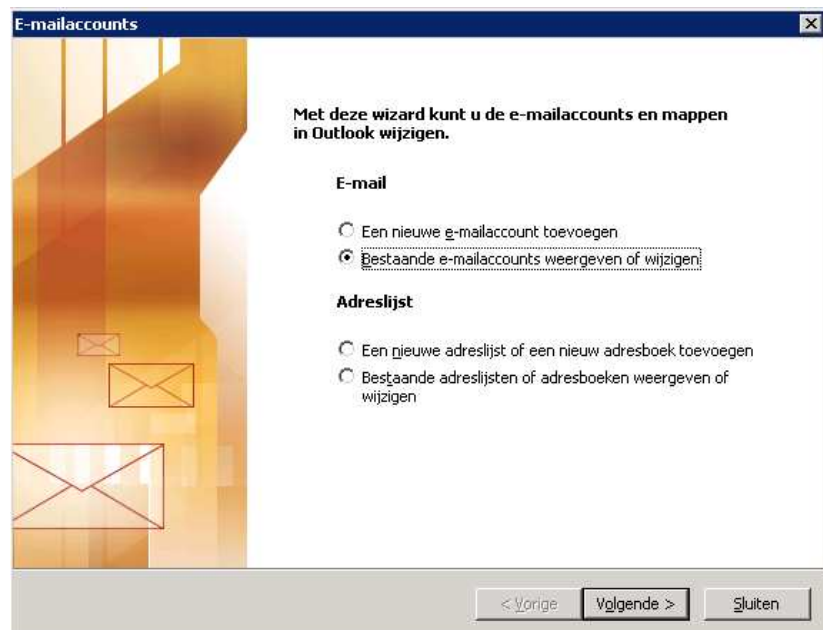 E-mailaccounts
Met deze wizard kunt u de e-mailaccounts en mappen
in Outlook wijzigen.
E-mail
Een nieuwe e-mailaccount toevoegen
Bestaande e-mailaccounts weergeven of wijzigen
Adreslijst
Een nieuwe adreslijst of een nieuw adresboek toevoegen
Bestaande adreslijsten of adresboeken weergeven of
wijzigen
< Vorige
Volgende >
Sluiten